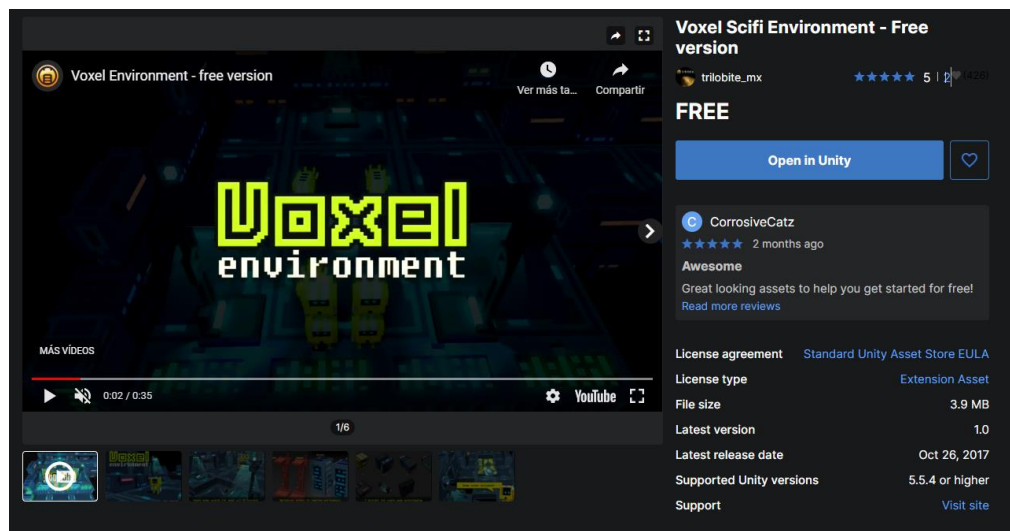 Voxel Environment - free version
Ver más ta...
Compartir
Voxel
environment
MÁS VÍDEOS
0:02 / 0:35
YouTube
1/6
Voxel Scifi Environment - Free
version
trilobite_mx
5 | 2 (426)
FREE
Open in Unity
C CorrosiveCatz
2 months ago
Awesome
Great looking assets to help you get started for free!
Read more reviews
License agreement Standard Unity Asset Store EULA
License type Extension Asset
File size 3.9 MB
Latest version 1.0
Latest release date Oct 26, 2017
Supported Unity versions 5.5.4 or higher
Support Visit site